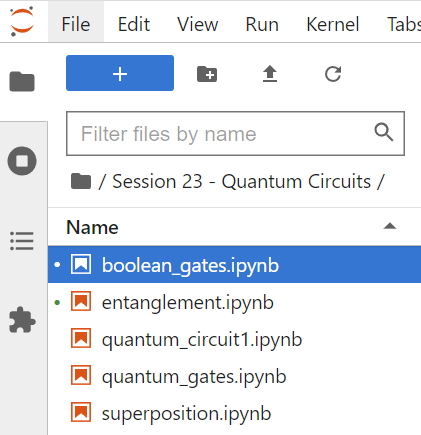 File Edit View Run Kernel Tabs
+
Filter files by name
/ Session 23 - Quantum Circuits /
Name
boolean_gates.ipynb
entanglement.ipynb
quantum_circuit1.ipynb
quantum_gates.ipynb
superposition.ipynb